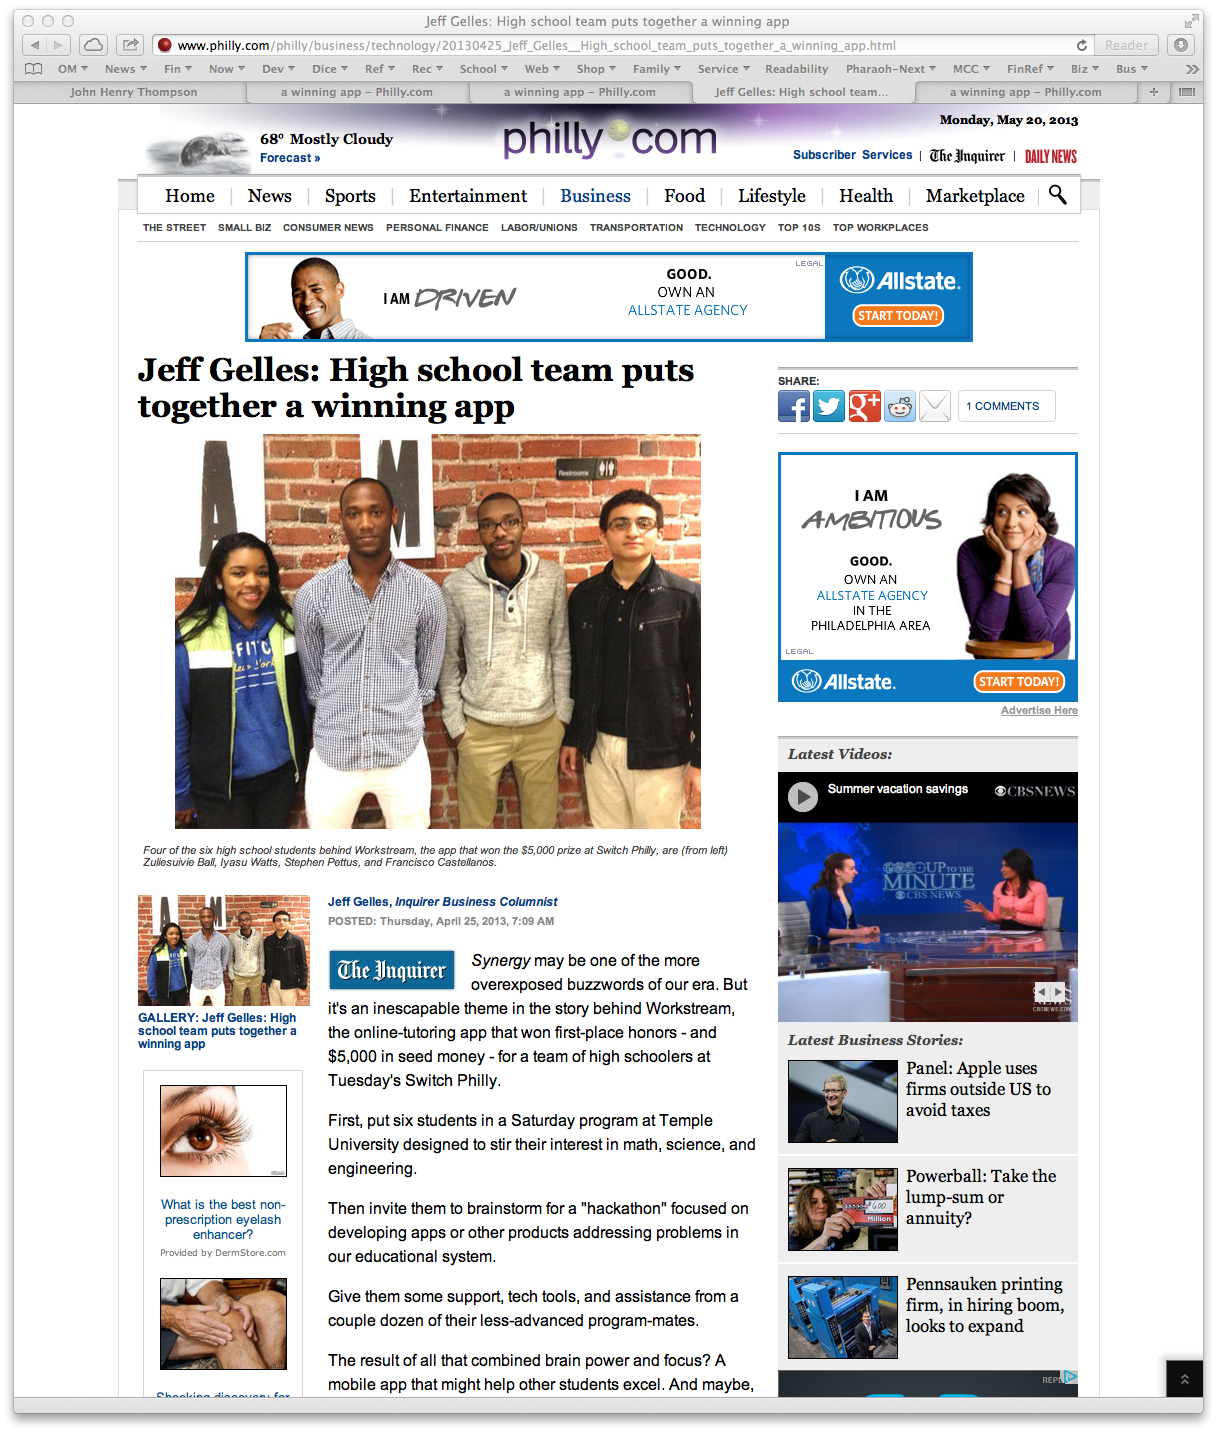 Jeff Gelles: High school team puts together a winning app
www.philly.com/philly/business/technology/20130425_Jeff_Gelles__High_school_team_puts_together_a_winning_app.html
Reader
OM News Fin Now Dev Dice Ref Rec School Web Shop Family Service Readability Pharaoh-Next MCC FinRef Biz Bus
John Henry Thompson
a winning app – Philly.com
a winning app – Philly.com
Jeff Gelles: High school team...
a winning app – Philly.com
68° Mostly Cloudy
Forecast »
philly.com
Monday, May 20, 2013
Subscriber Services | The Inquirer | DAILY NEWS
Home | News | Sports | Entertainment | Business | Food | Lifestyle | Health | Marketplace
THE STREET SMALL BIZ CONSUMER NEWS PERSONAL FINANCE LABOR/UNIONS TRANSPORTATION TECHNOLOGY TOP 10S TOP WORKPLACES
I AM DRIVEN
GOOD.
OWN AN
ALLSTATE AGENCY
LEGAL
Allstate.
START TODAY!
Jeff Gelles: High school team puts
together a winning app
A M
Restrooms
FITCH
New York
Four of the six high school students behind Workstream, the app that won the $5,000 prize at Switch Philly, are (from left)
Zuliesuivie Ball, Iyasu Watts, Stephen Pettus, and Francisco Castellanos.
GALLERY: Jeff Gelles: High
school team puts together a
winning app
What is the best non-
prescription eyelash
enhancer?
Provided by DermStore.com
Shocking discovery for
Jeff Gelles, Inquirer Business Columnist
POSTED: Thursday, April 25, 2013, 7:09 AM
The Inquirer
Synergy may be one of the more
overexposed buzzwords of our era. But
it's an inescapable theme in the story behind Workstream,
the online-tutoring app that won first-place honors - and
$5,000 in seed money - for a team of high schoolers at
Tuesday's Switch Philly.
First, put six students in a Saturday program at Temple
University designed to stir their interest in math, science, and
engineering.
Then invite them to brainstorm for a "hackathon" focused on
developing apps or other products addressing problems in
our educational system.
Give them some support, tech tools, and assistance from a
couple dozen of their less-advanced program-mates.
The result of all that combined brain power and focus? A
mobile app that might help other students excel. And maybe,
SHARE:
1 COMMENTS
I AM
AMBITIOUS
GOOD.
OWN AN
ALLSTATE AGENCY
IN THE
PHILADELPHIA AREA
LEGAL
Allstate.
START TODAY!
Advertise Here
Latest Videos:
Summer vacation savings
CBSNEWS
UP TO THE
MINUTE
CBS NEWS
CBSNEWS.COM
Latest Business Stories:
Panel: Apple uses
firms outside US to
avoid taxes
Powerball: Take the
lump-sum or
annuity?
$600
Million
Pennsauken printing
firm, in hiring boom,
looks to expand